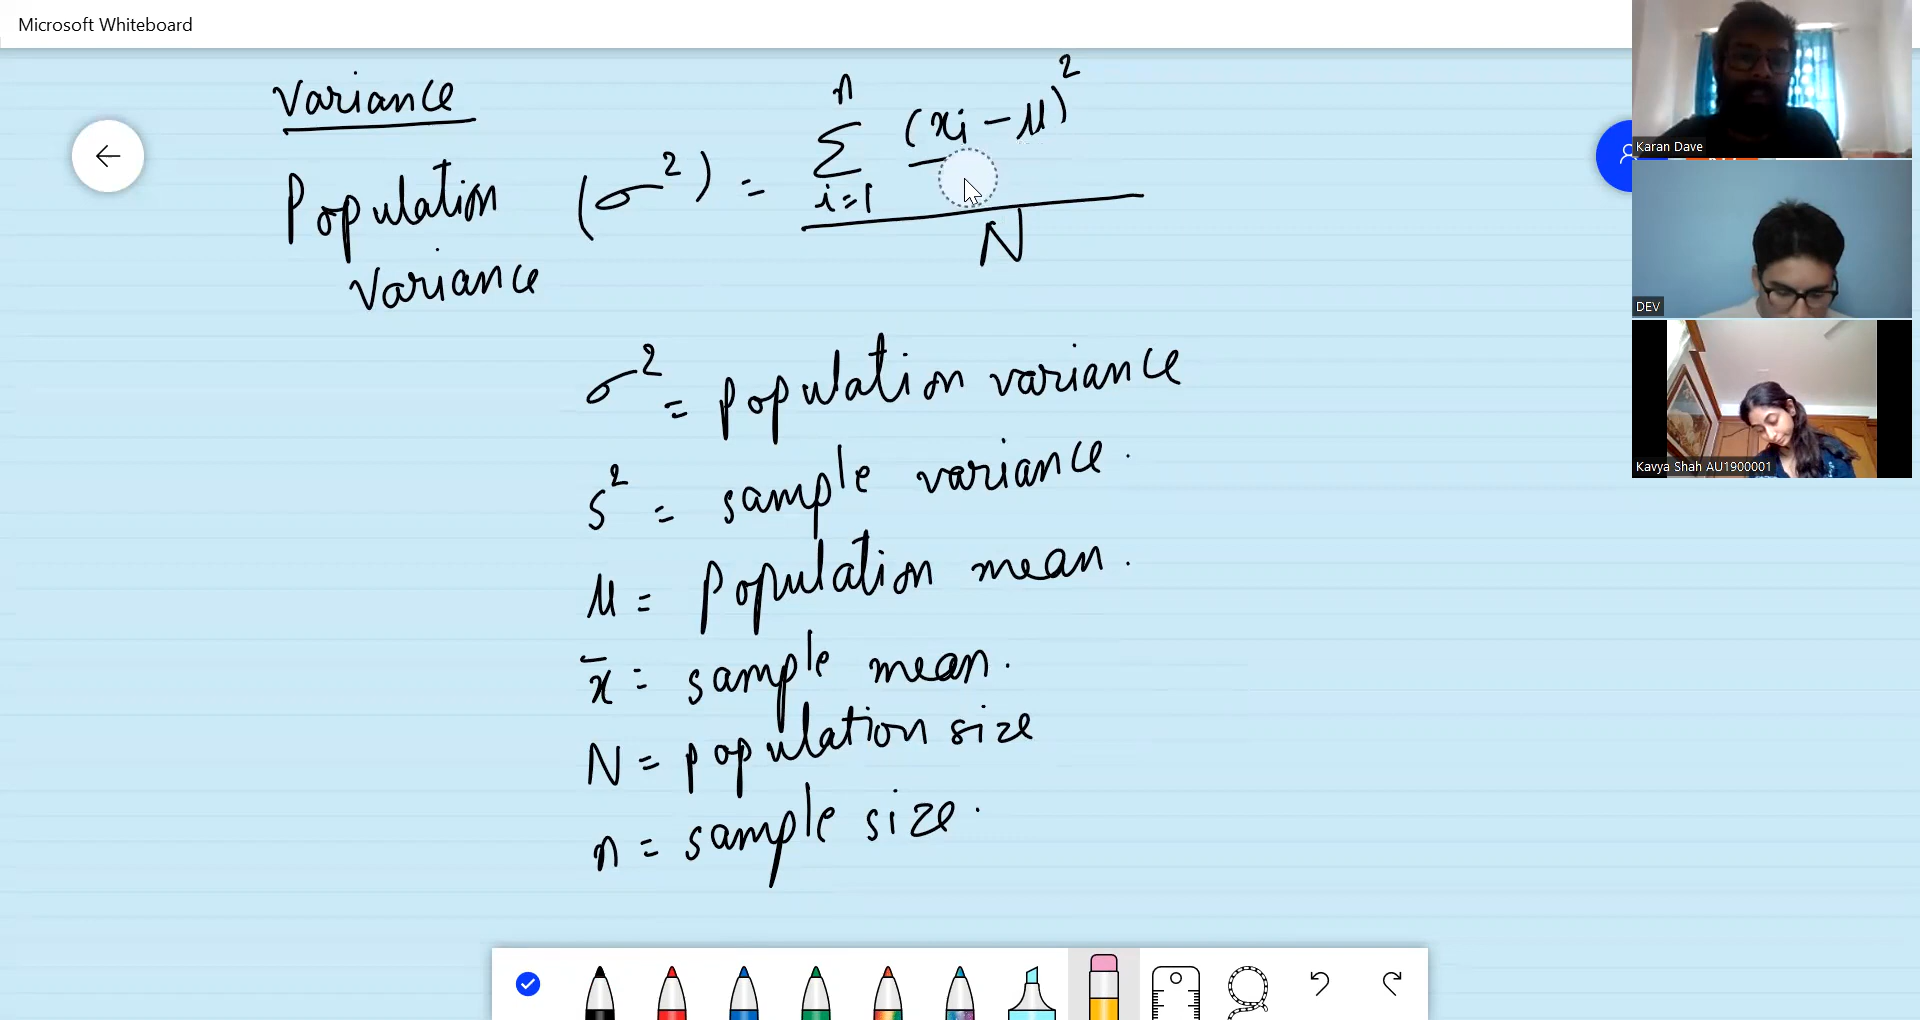 Microsoft Whiteboard
Variance
Population (σ²) = n Σ i=1 (xi - μ)² / N
Variance
σ² = population variance
s² = sample variance.
μ = Population mean.
x̄ = sample mean.
N = population size
n = sample size.
Karan Dave
DEV
Kavya Shah AU1900001